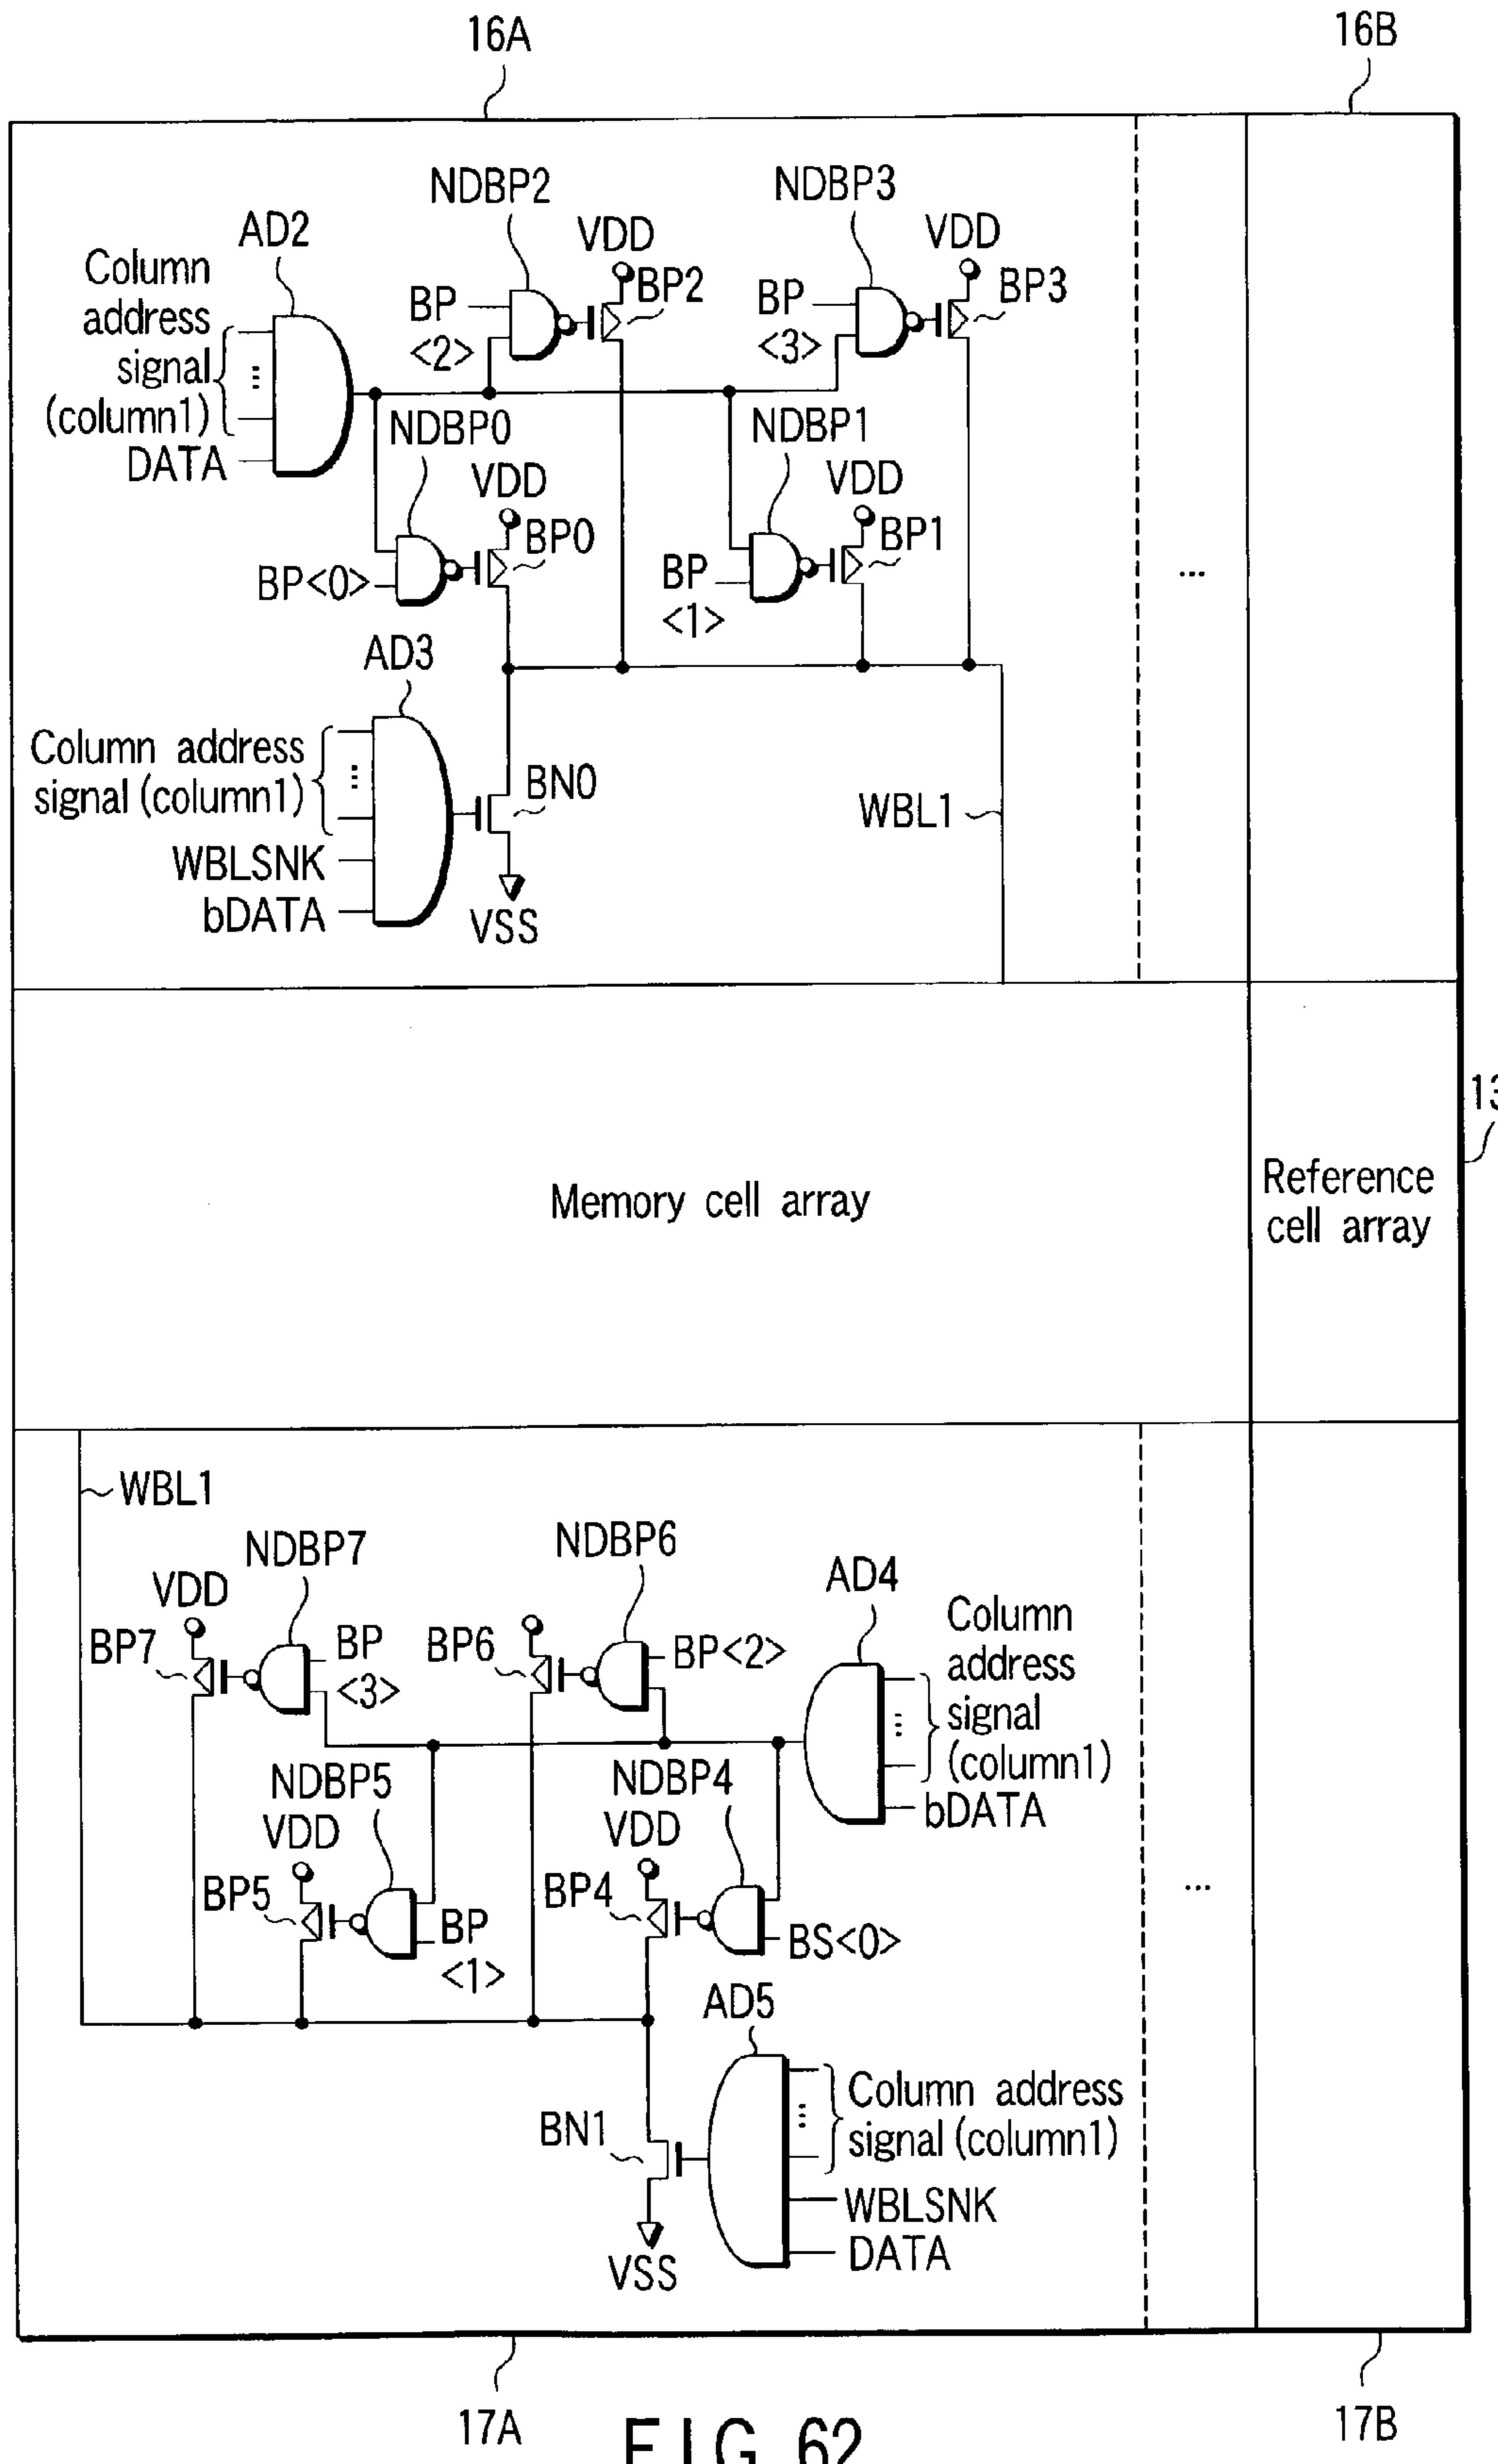 16A
16B
NDBP2
NDBP3
AD2
VDD
VDD
Column
address
signal
(column1)
DATA
...
BP
<2>
BP2
BP
<3>
BP3
NDBP0
NDBP1
VDD
VDD
BP0
BP1
BP<0>
BP
<1>
...
AD3
Column address
signal (column1)
...
WBLSNK
bDATA
BN0
VSS
WBL1
13
Memory cell array
Reference
cell array
WBL1
NDBP7
NDBP6
AD4
VDD
Column
address
signal
(column1)
bDATA
...
BP7
BP
<3>
BP6
BP<2>
NDBP5
NDBP4
VDD
VDD
BP5
BP
<1>
BP4
BS<0>
...
AD5
Column address
signal (column1)
...
WBLSNK
DATA
BN1
VSS
17A
17B
FIG. 62